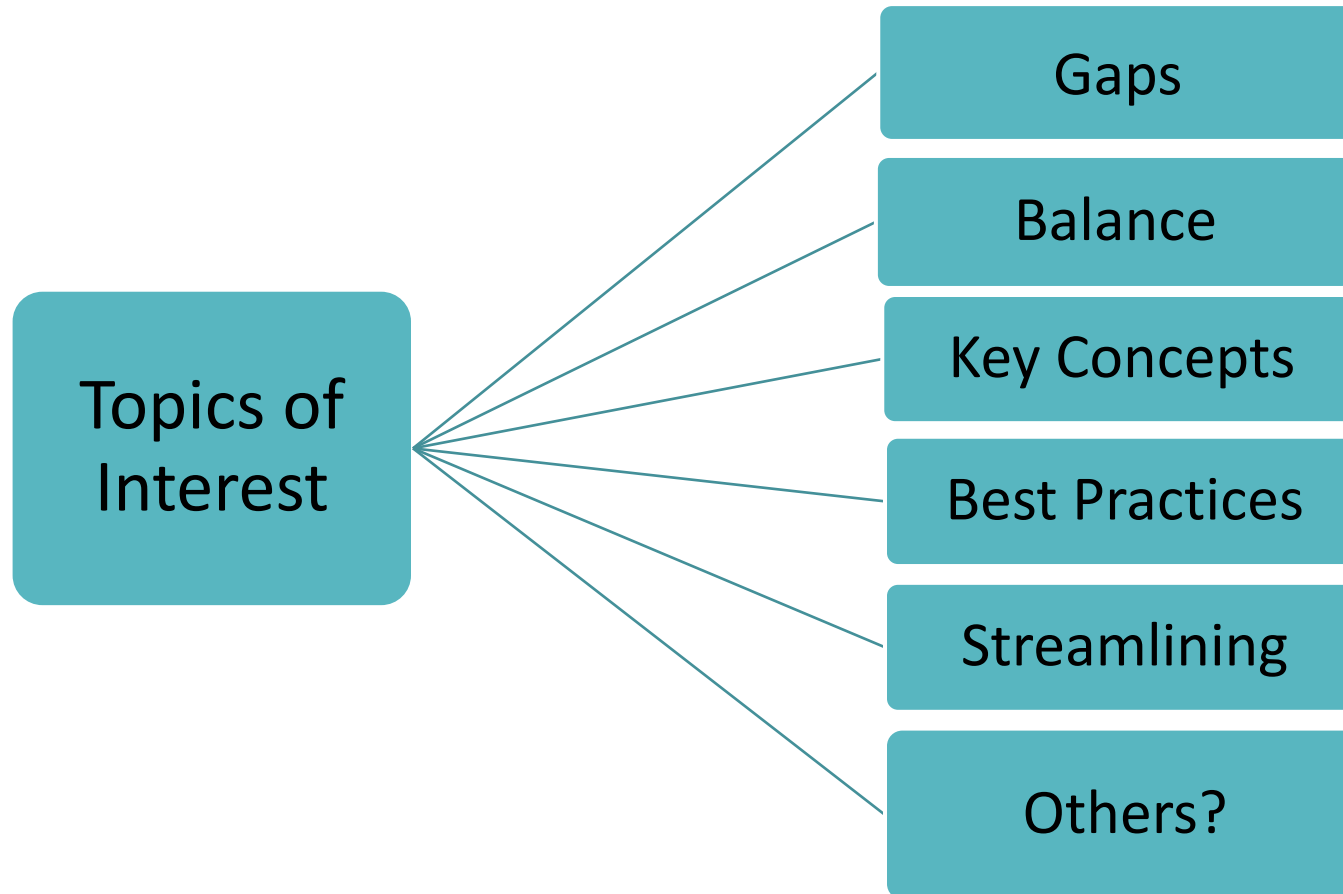 Topics of
Interest
Gaps
Balance
Key Concepts
Best Practices
Streamlining
Others?